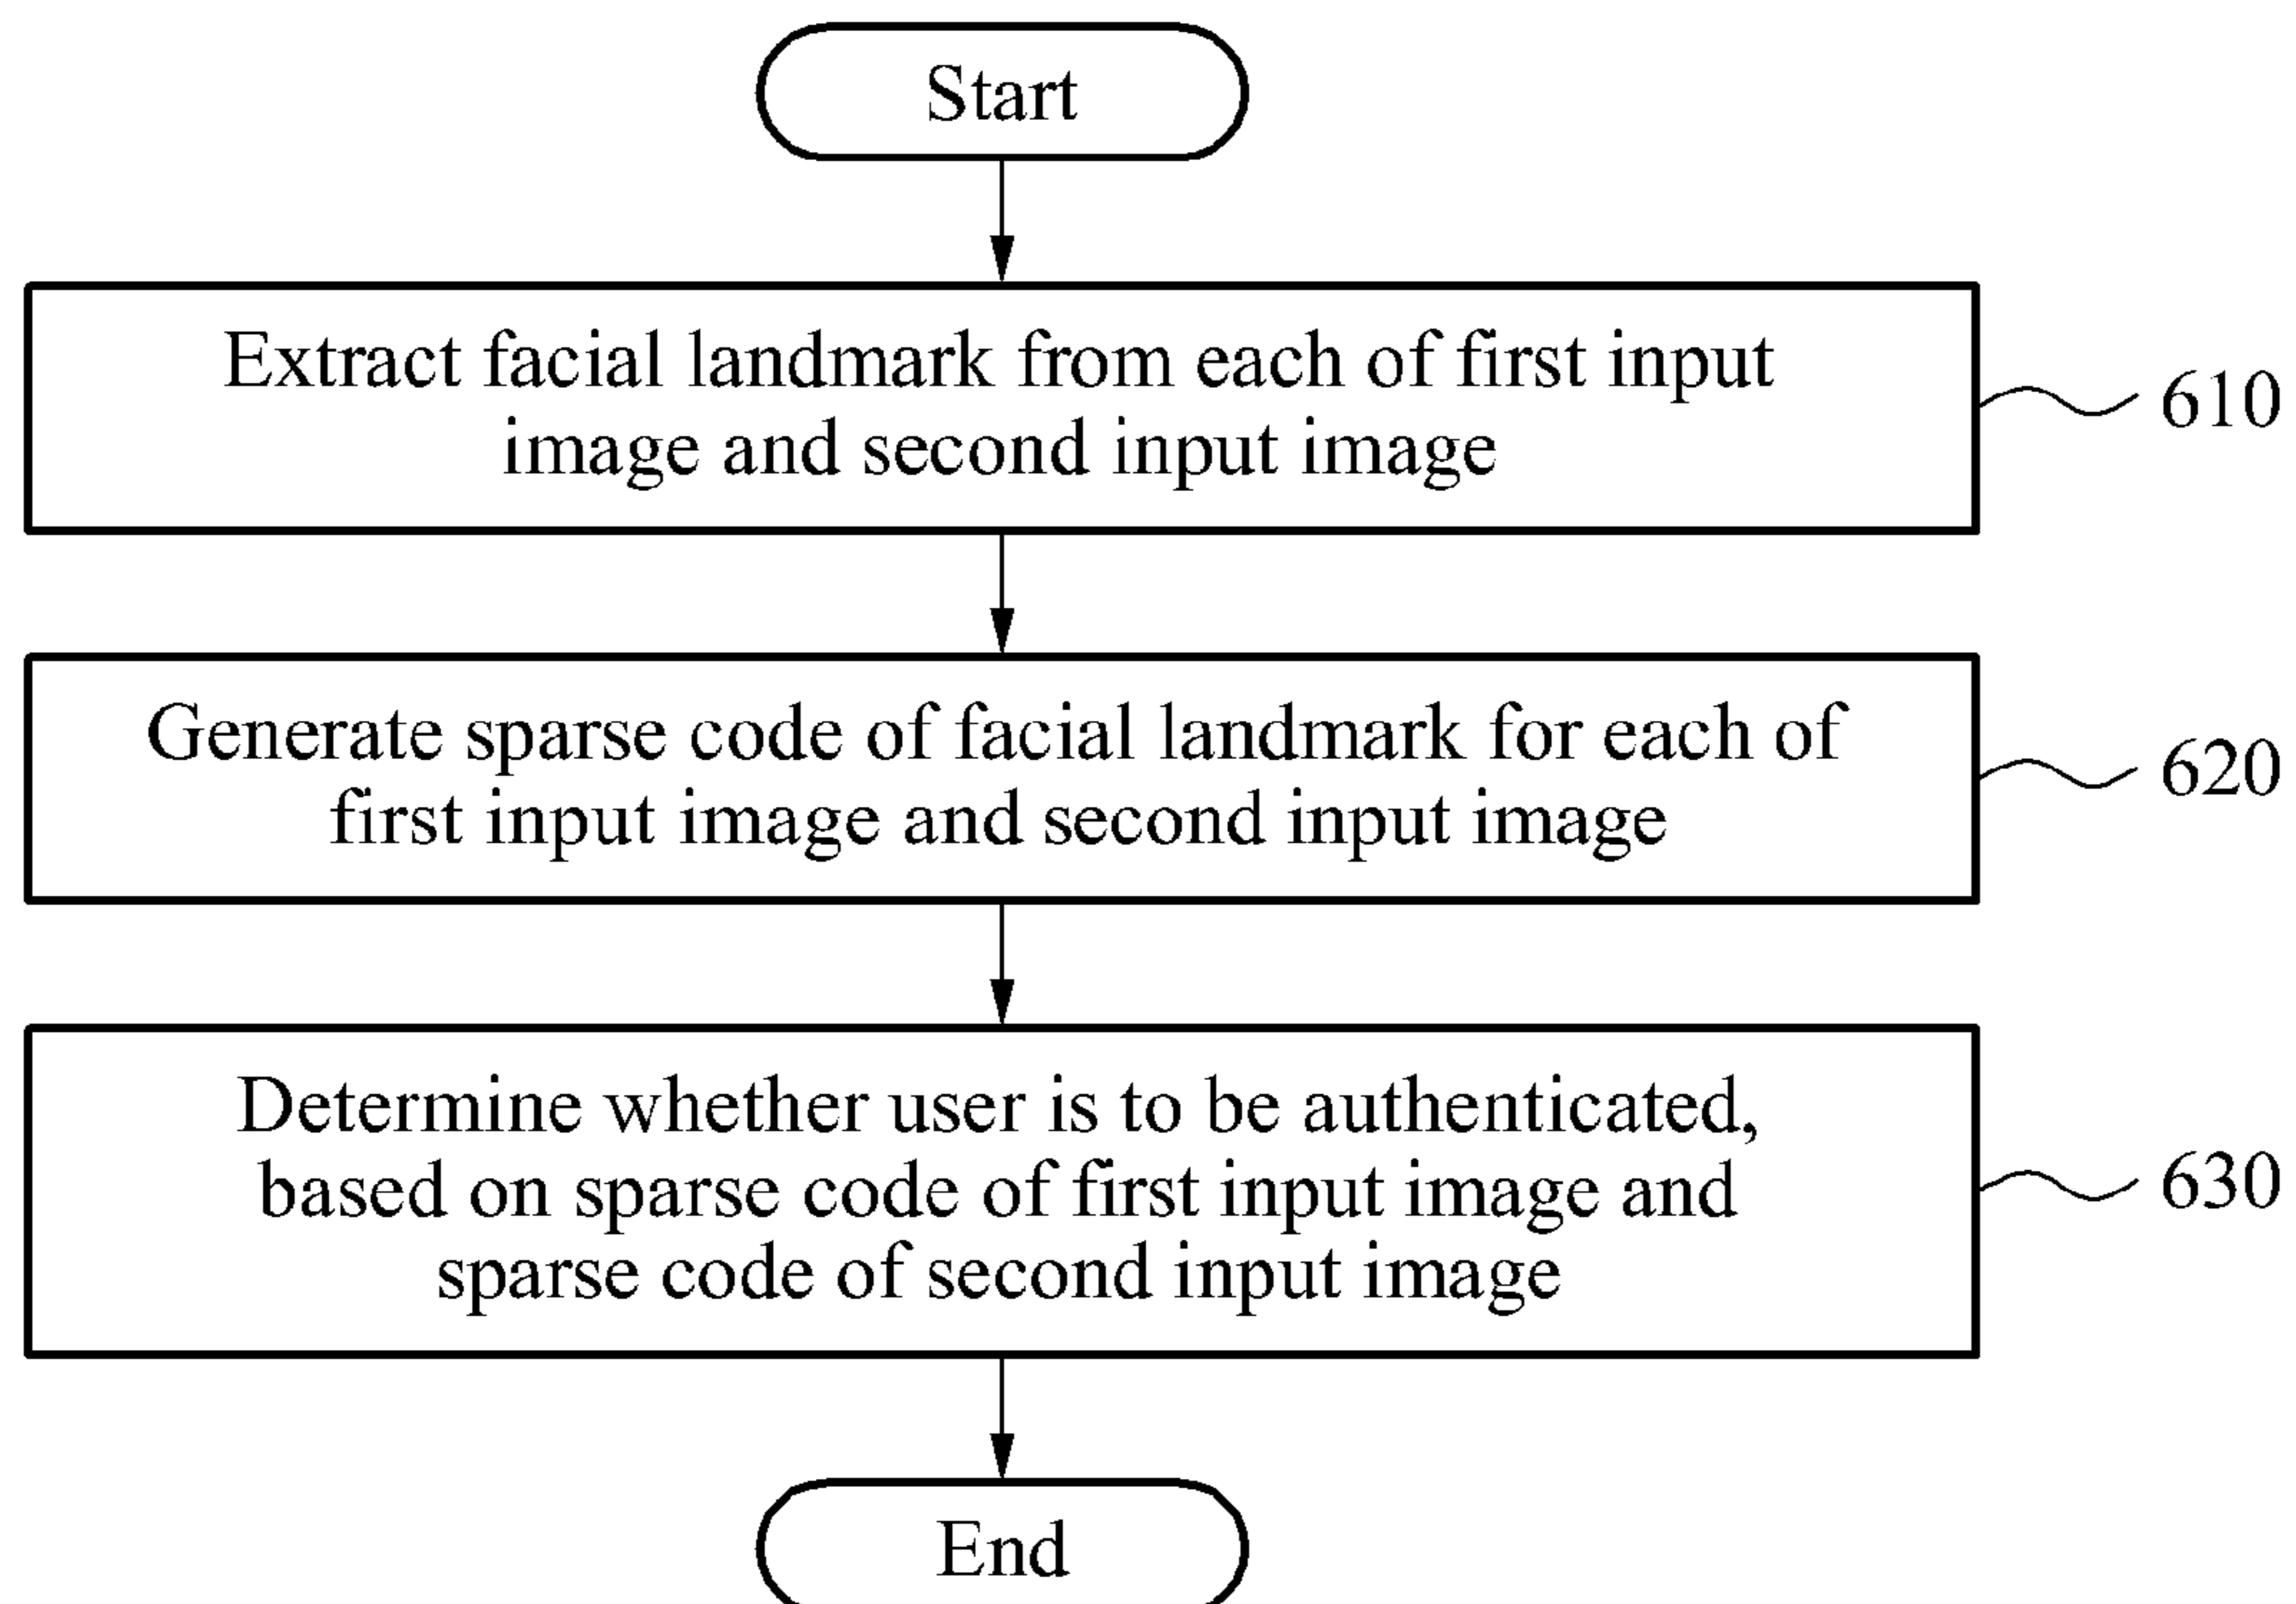 Start
Extract facial landmark from each of first input
image and second input image
610
Generate sparse code of facial landmark for each of
first input image and second input image
620
Determine whether user is to be authenticated,
based on sparse code of first input image and
sparse code of second input image
630
End